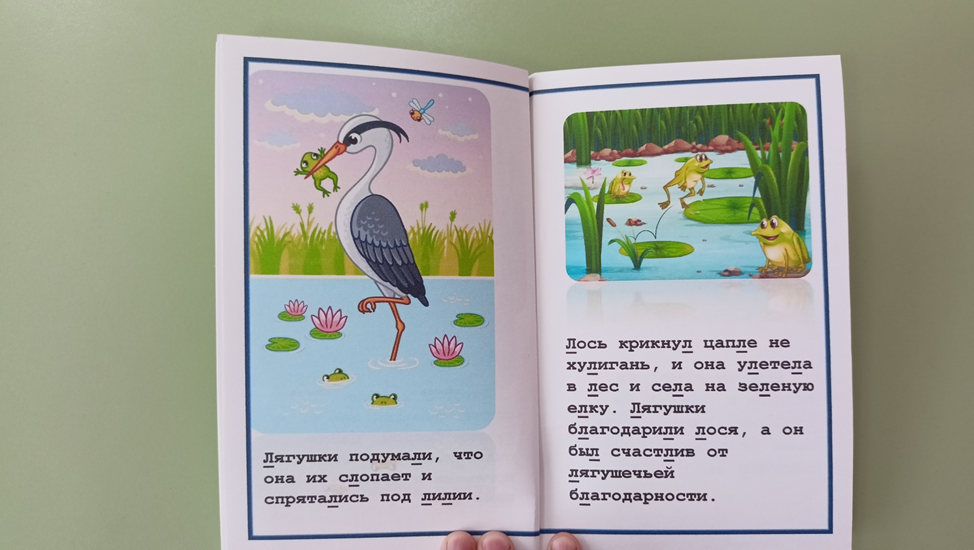 Лягушки подумали, что
она их слопает и
спрятались под лилии.
Лось крикнул цапле не
хулигань, и она улетела
в лес и села на зеленую
елку. Лягушки
благодарили лося, а он
был счастлив от
лягушечьей
благодарности.